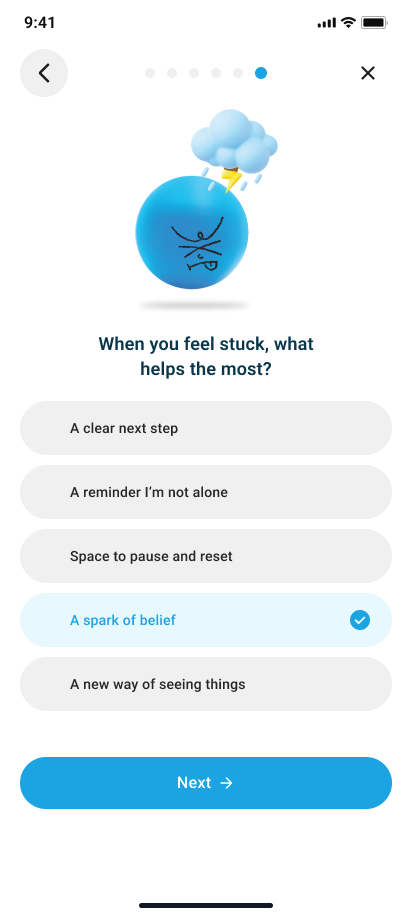 9:41
When you feel stuck, what
helps the most?
A clear next step
A reminder I’m not alone
Space to pause and reset
A spark of belief
A new way of seeing things
Next →